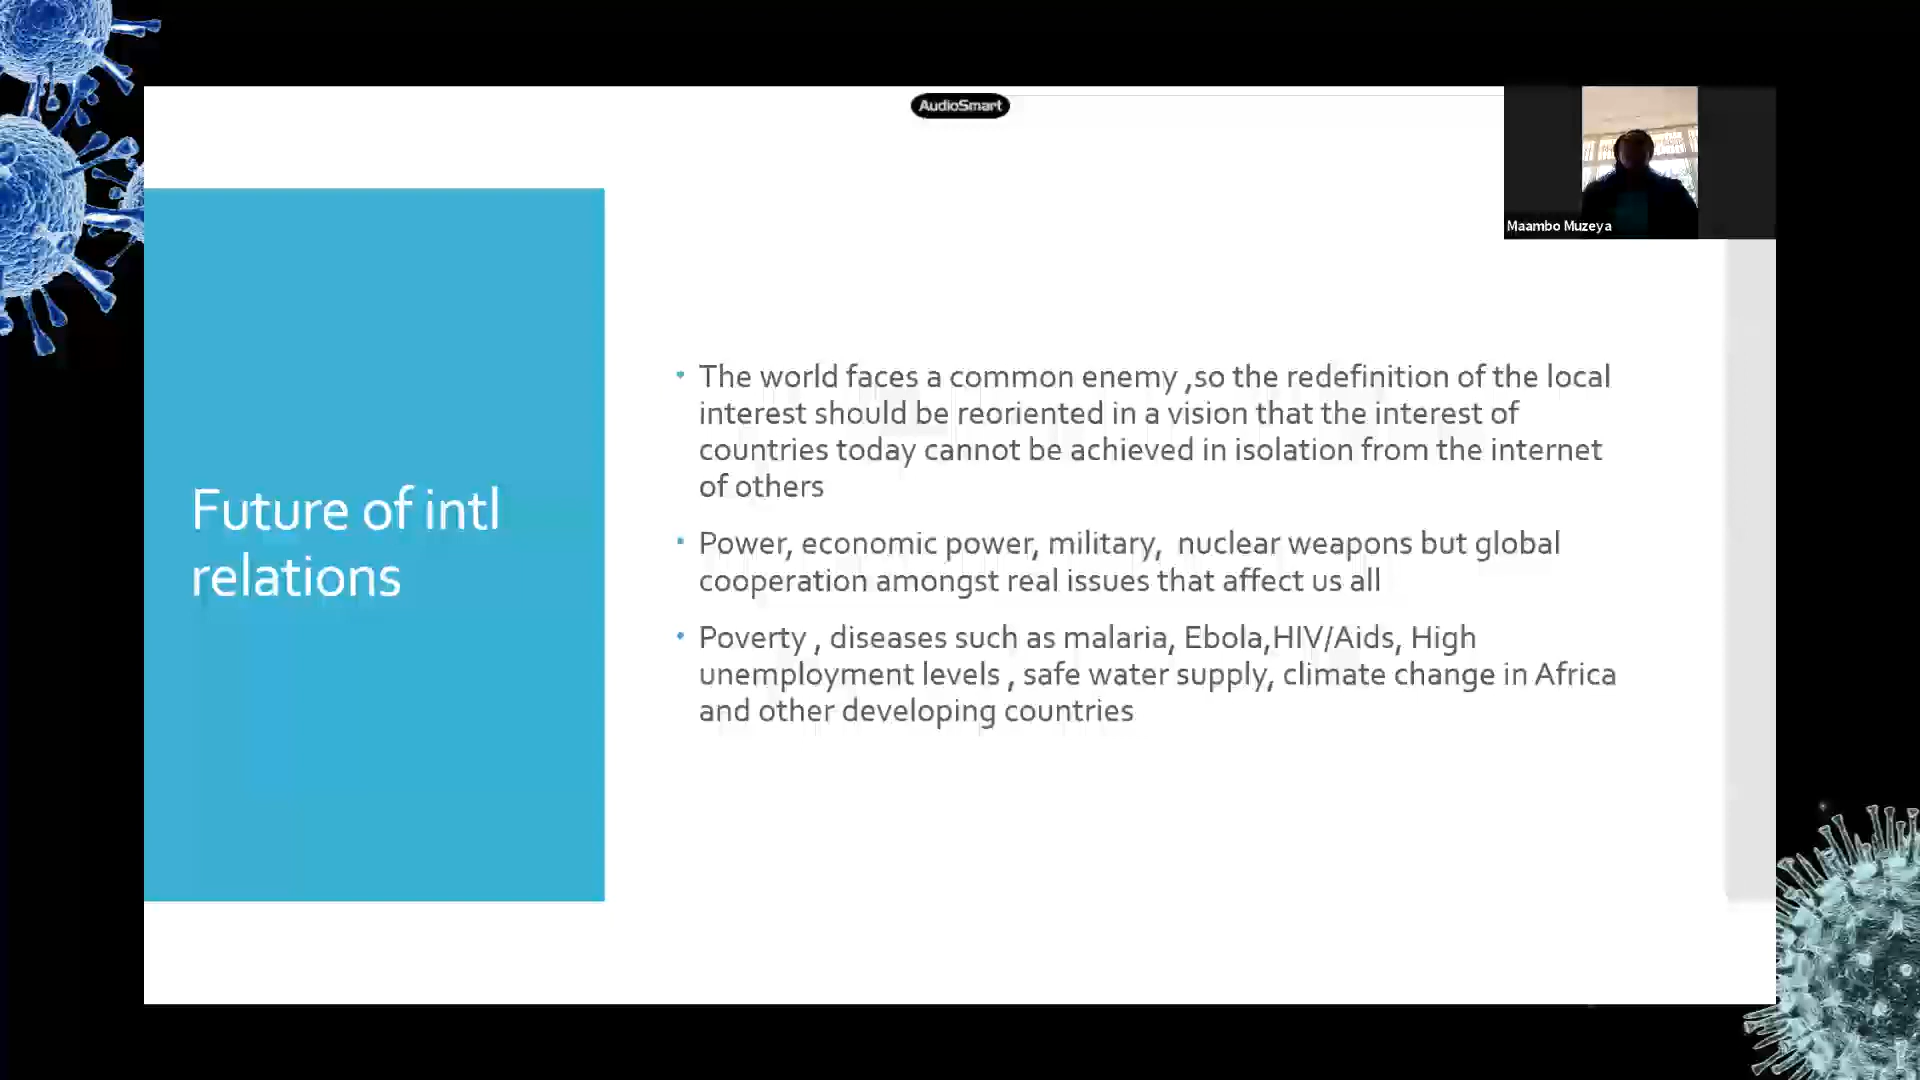 AudioSmart
Maambo Muzeya
Future of intl
relations
The world faces a common enemy ,so the redefinition of the local
interest should be reoriented in a vision that the interest of
countries today cannot be achieved in isolation from the internet
of others
Power, economic power, military,  nuclear weapons but global
cooperation amongst real issues that affect us all
Poverty , diseases such as malaria, Ebola,HIV/Aids, High
unemployment levels , safe water supply, climate change in Africa
and other developing countries